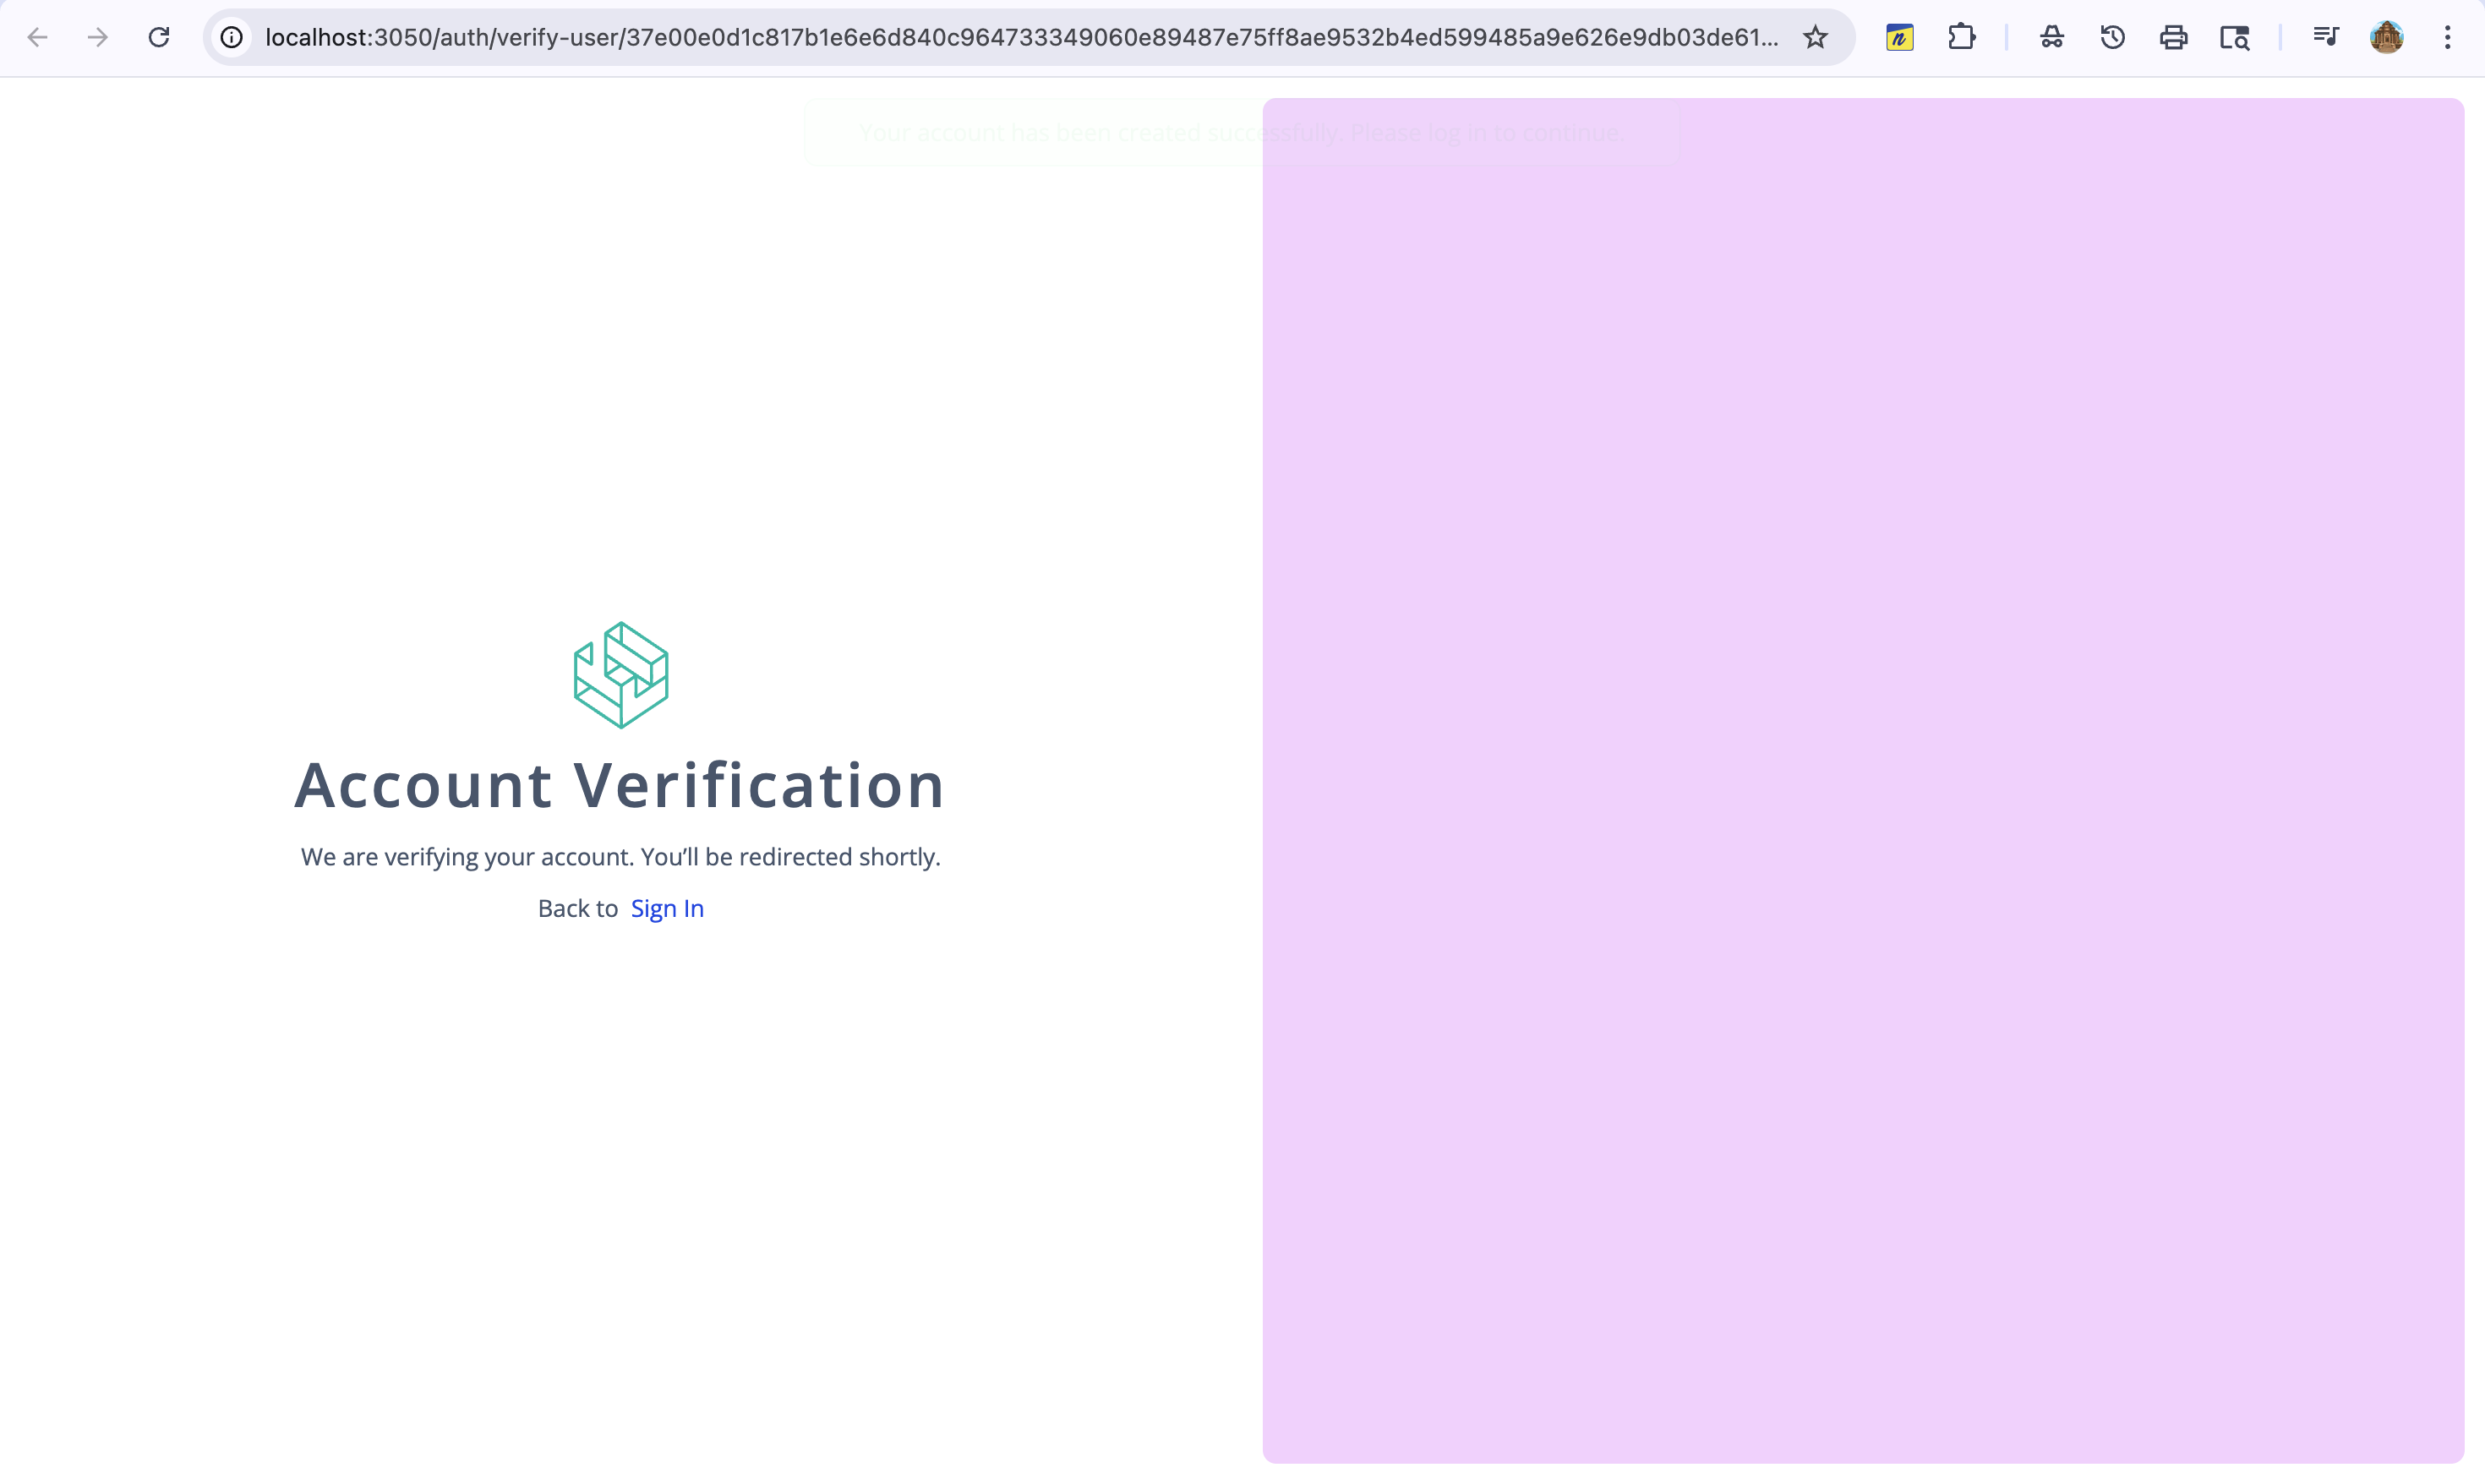 localhost:3050/auth/verify-user/37e00e0d1c817b1e6e6d840c964733349060e89487e75ff8ae9532b4ed599485a9e626e9db03de61...
Your account has been created successfully. Please log in to continue.
Account Verification
We are verifying your account. You’ll be redirected shortly.
Back to Sign In